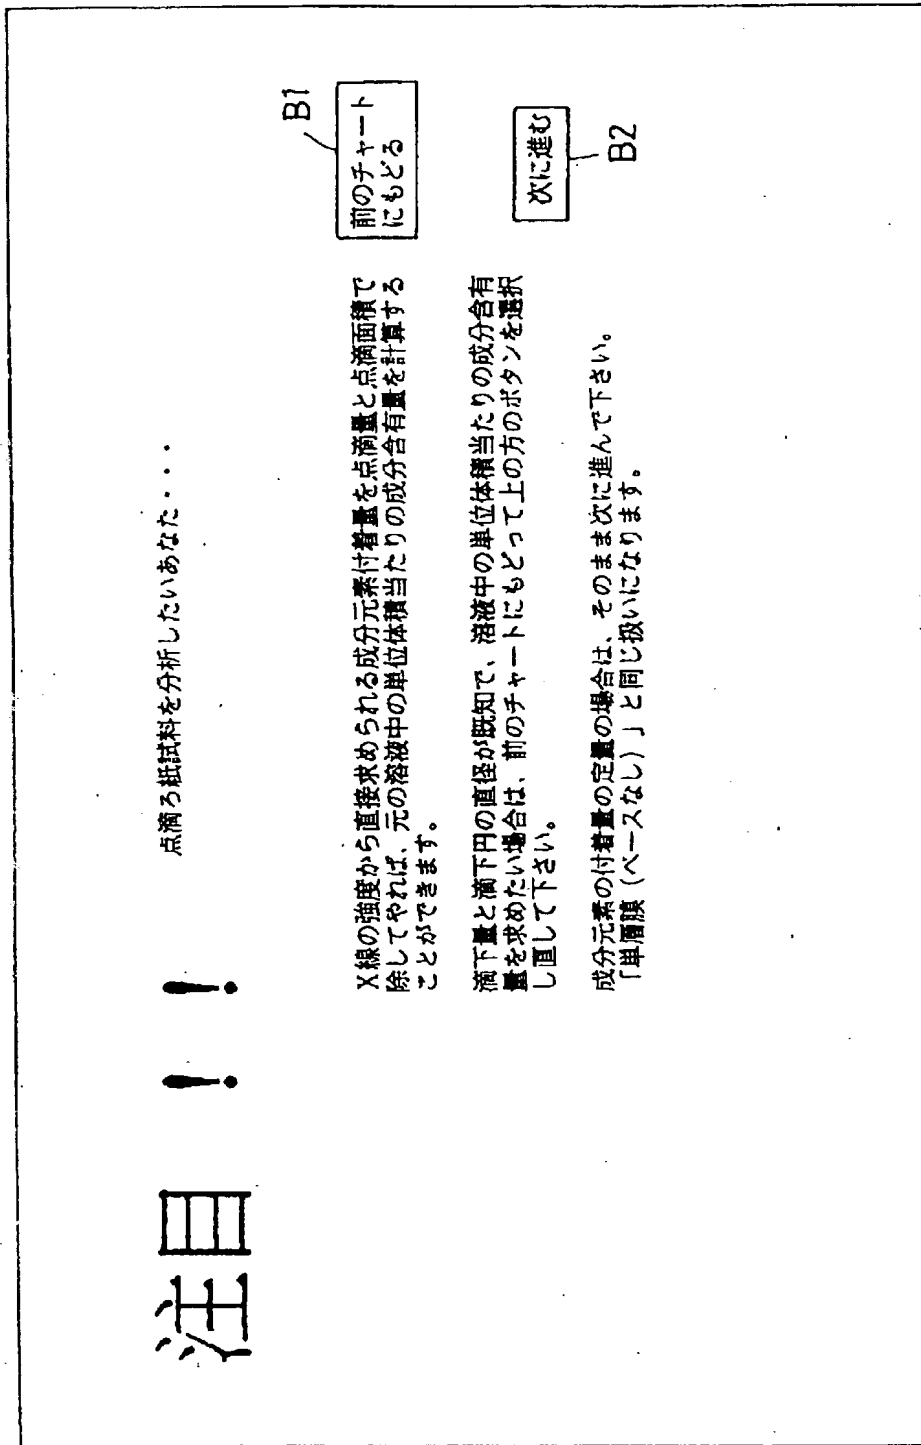 注目!!
点滴ろ紙試料を分析したいあなた・・・
X線の強度から直接求められる成分元素付着量を点滴量と点滴面積で
除してやれば、元の溶液中の単位体積当たりの成分含有量を計算する
ことができます。
滴下量と滴下円の直径が既知で、溶液中の単位体積当たりの成分含有
量を求めたい場合は、前のチャートにもどって上の方のボタンを選択
し直して下さい。
成分元素の付着量の定量の場合は、そのまま次に進んで下さい。
「単層膜(ベースなし)」と同じ扱いになります。
B1
前のチャート
にもどる
次に進む
B2